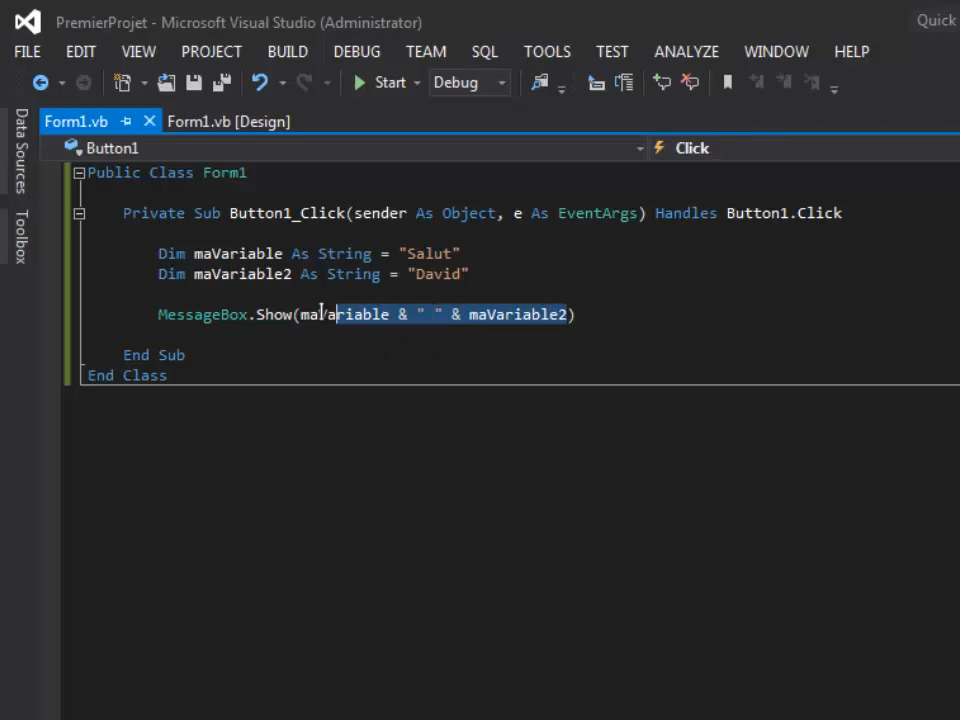 PremierProjet - Microsoft Visual Studio (Administrator)
Quick
FILE EDIT VIEW PROJECT BUILD DEBUG TEAM SQL TOOLS TEST ANALYZE WINDOW HELP
Start Debug
Form1.vb Form1.vb [Design]
Button1 Click
Data Sources
Toolbox
Public Class Form1
Private Sub Button1_Click(sender As Object, e As EventArgs) Handles Button1.Click
Dim maVariable As String = "Salut"
Dim maVariable2 As String = "David"
MessageBox.Show(maVariable & " " & maVariable2)
End Sub
End Class